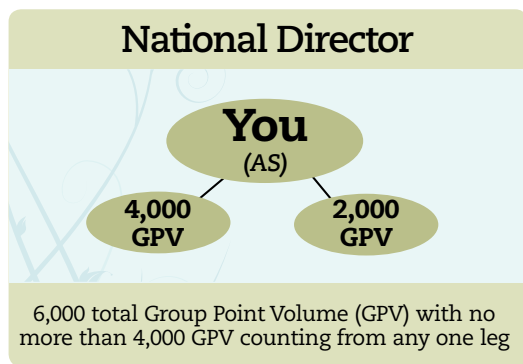 National Director
You
(AS)
4,000
GPV
2,000
GPV
6,000 total Group Point Volume (GPV) with no
more than 4,000 GPV counting from any one leg